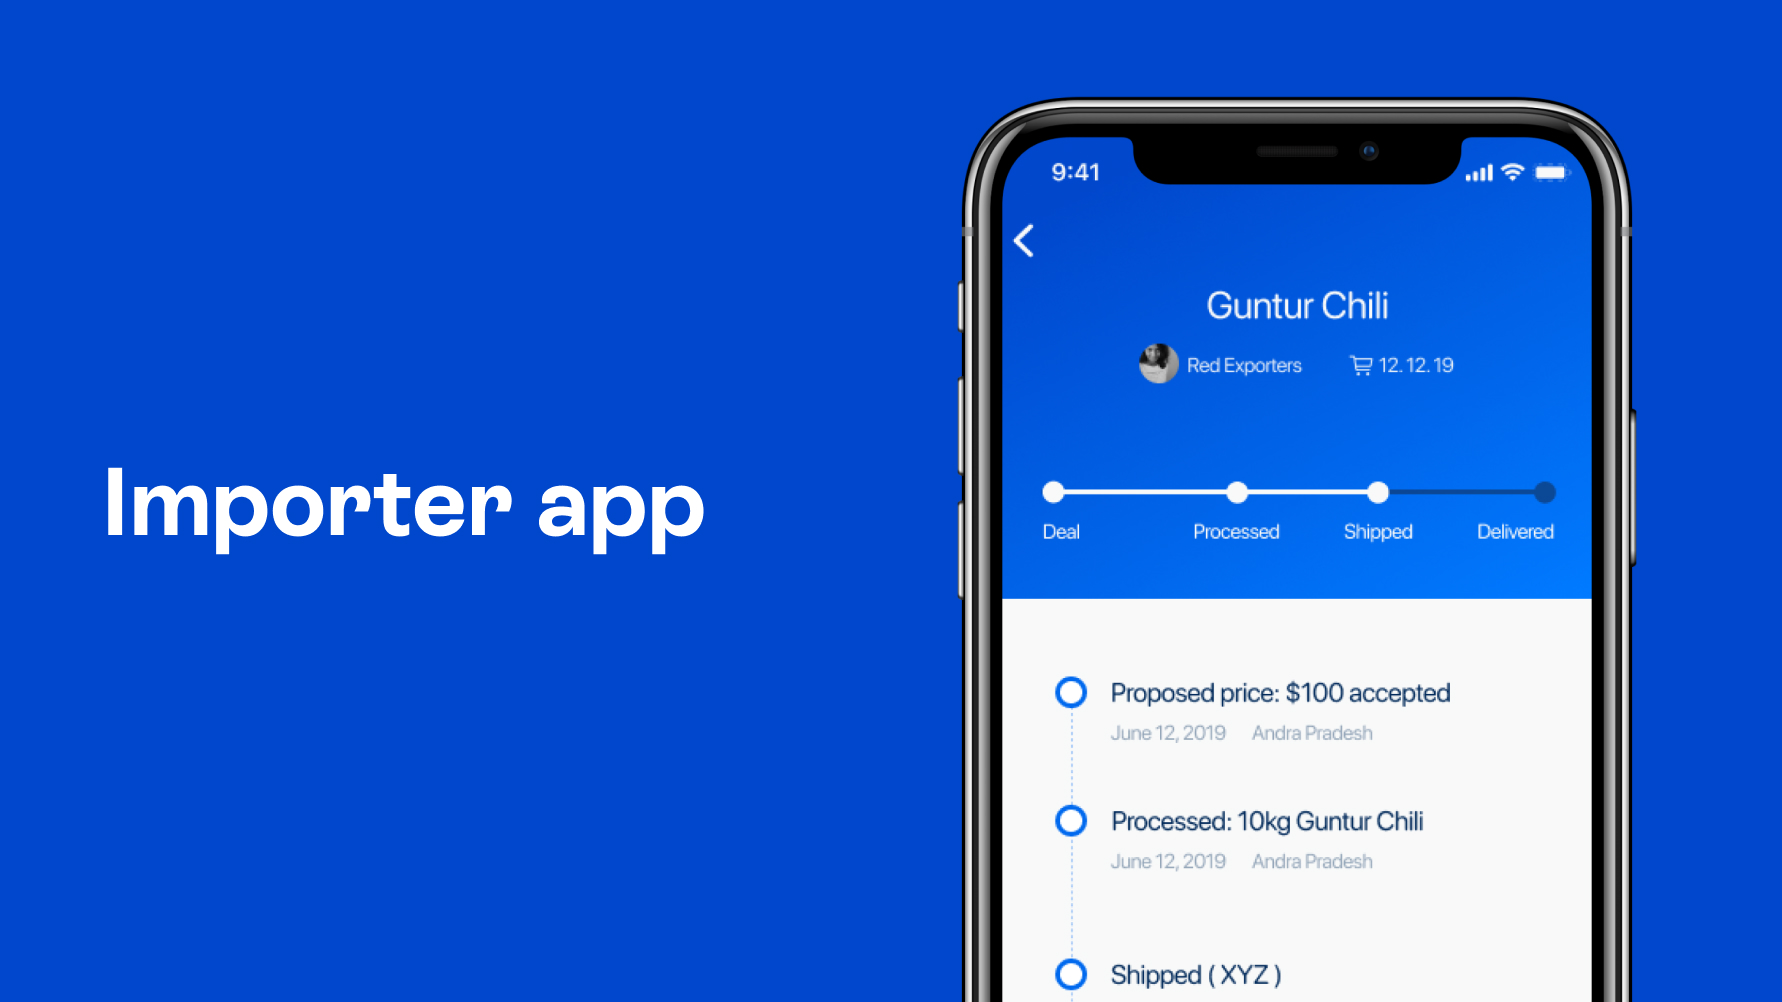 Importer app
9:41
Guntur Chili
Red Exporters 12.12.19
Deal Processed Shipped Delivered
Proposed price: $100 accepted
June 12, 2019 Andra Pradesh
Processed: 10kg Guntur Chili
June 12, 2019 Andra Pradesh
Shipped ( XYZ )